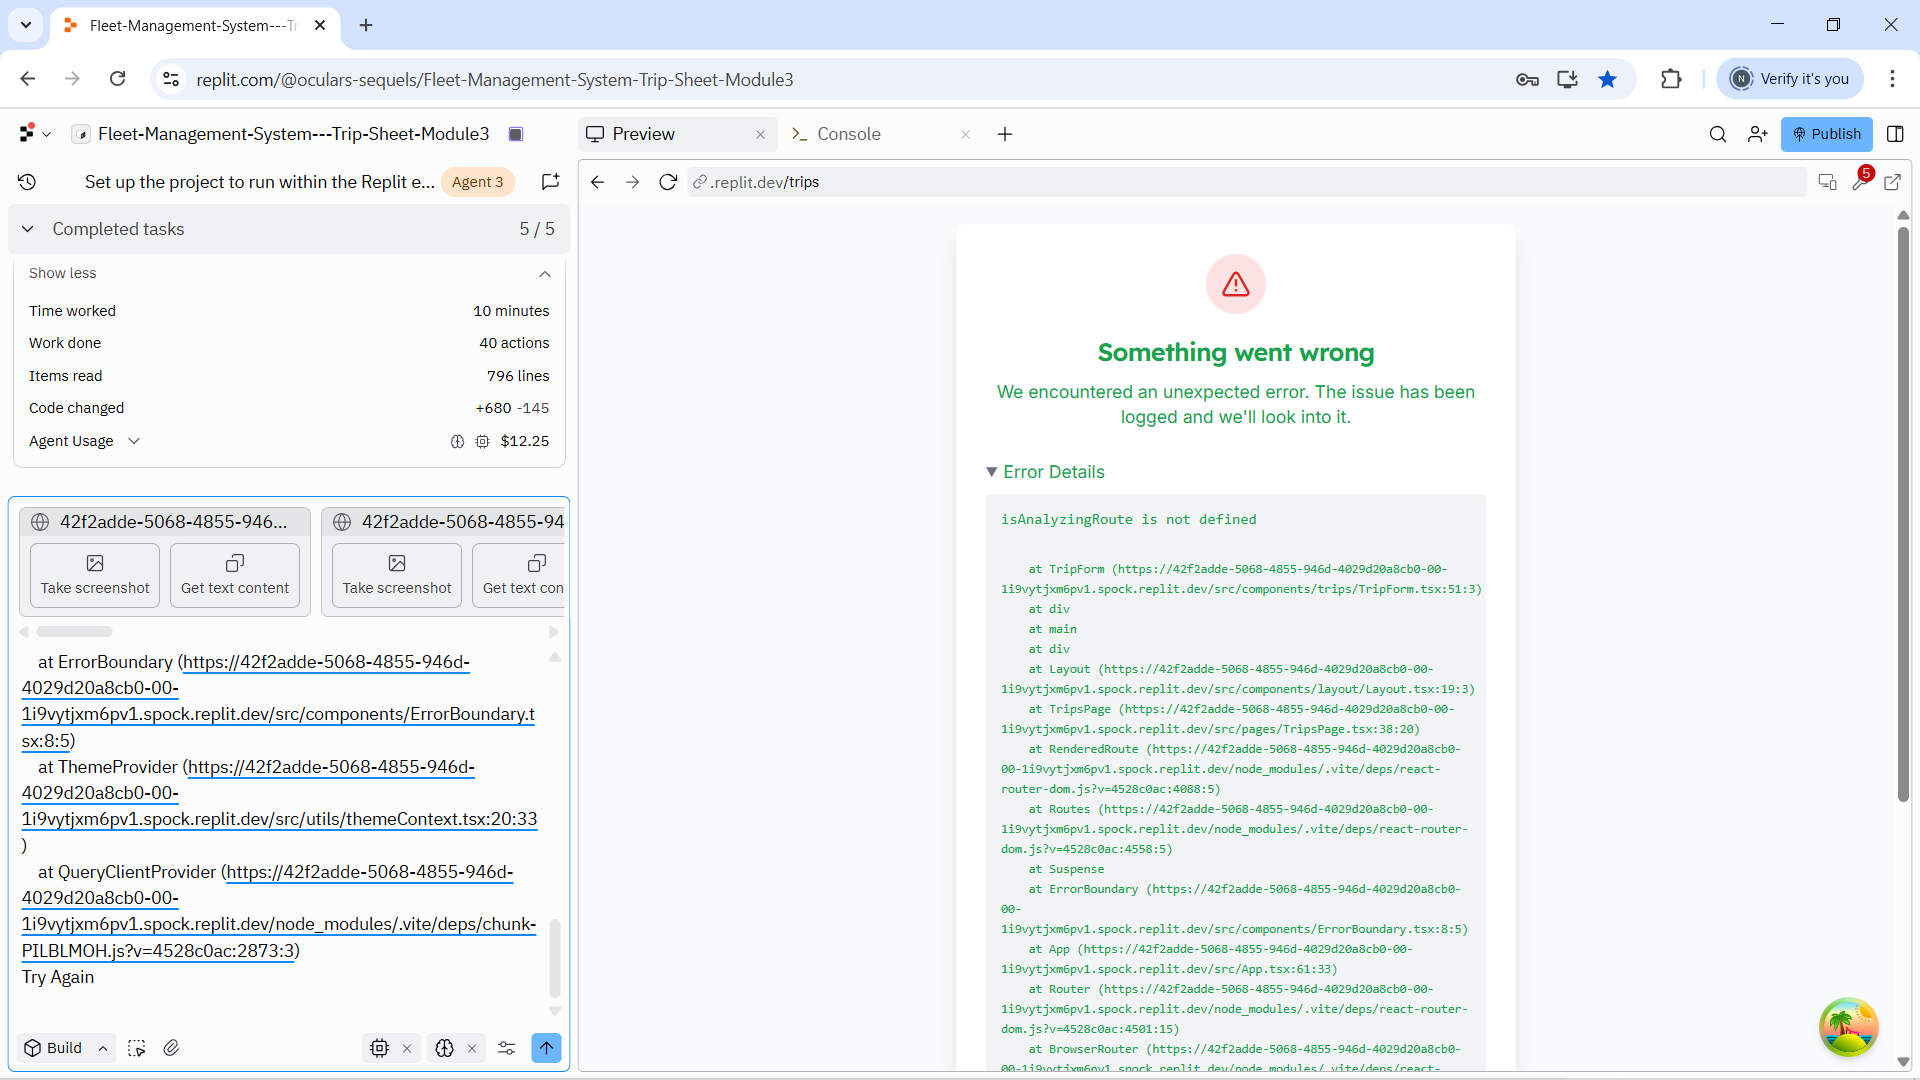 Fleet-Management-System---Tr
replit.com/@oculars-sequels/Fleet-Management-System-Trip-Sheet-Module3
N
Verify it's you
Fleet-Management-System---Trip-Sheet-Module3
Preview
Console
Publish
Set up the project to run within the Replit e...
Agent 3
.replit.dev/trips
5
Completed tasks
5 / 5
Show less
Time worked
10 minutes
Work done
40 actions
Items read
796 lines
Code changed
+680 -145
Agent Usage
$12.25
42f2adde-5068-4855-946...
42f2adde-5068-4855-94
Take screenshot
Get text content
Take screenshot
Get text con
at ErrorBoundary (https://42f2adde-5068-4855-946d-
4029d20a8cb0-00-
1i9vytjxm6pv1.spock.replit.dev/src/components/ErrorBoundary.t
sx:8:5)
at ThemeProvider (https://42f2adde-5068-4855-946d-
4029d20a8cb0-00-
1i9vytjxm6pv1.spock.replit.dev/src/utils/themeContext.tsx:20:33
)
at QueryClientProvider (https://42f2adde-5068-4855-946d-
4029d20a8cb0-00-
1i9vytjxm6pv1.spock.replit.dev/node_modules/.vite/deps/chunk-
PILBLMOH.js?v=4528c0ac:2873:3)
Try Again
Build
Something went wrong
We encountered an unexpected error. The issue has been
logged and we'll look into it.
Error Details
isAnalyzingRoute is not defined
at TripForm (https://42f2adde-5068-4855-946d-4029d20a8cb0-00-
1i9vytjxm6pv1.spock.replit.dev/src/components/trips/TripForm.tsx:51:3)
at div
at main
at div
at Layout (https://42f2adde-5068-4855-946d-4029d20a8cb0-00-
1i9vytjxm6pv1.spock.replit.dev/src/components/layout/Layout.tsx:19:3)
at TripsPage (https://42f2adde-5068-4855-946d-4029d20a8cb0-00-
1i9vytjxm6pv1.spock.replit.dev/src/pages/TripsPage.tsx:38:20)
at RenderedRoute (https://42f2adde-5068-4855-946d-4029d20a8cb0-
00-1i9vytjxm6pv1.spock.replit.dev/node_modules/.vite/deps/react-
router-dom.js?v=4528c0ac:4088:5)
at Routes (https://42f2adde-5068-4855-946d-4029d20a8cb0-00-
1i9vytjxm6pv1.spock.replit.dev/node_modules/.vite/deps/react-router-
dom.js?v=4528c0ac:4558:5)
at Suspense
at ErrorBoundary (https://42f2adde-5068-4855-946d-4029d20a8cb0-
00-
1i9vytjxm6pv1.spock.replit.dev/src/components/ErrorBoundary.tsx:8:5)
at App (https://42f2adde-5068-4855-946d-4029d20a8cb0-00-
1i9vytjxm6pv1.spock.replit.dev/src/App.tsx:61:33)
at Router (https://42f2adde-5068-4855-946d-4029d20a8cb0-00-
1i9vytjxm6pv1.spock.replit.dev/node_modules/.vite/deps/react-router-
dom.js?v=4528c0ac:4501:15)
at BrowserRouter (https://42f2adde-5068-4855-946d-4029d20a8cb0-
00-1i9vytjxm6pv1.spock.replit.dev/node_modules/.vite/deps/react-